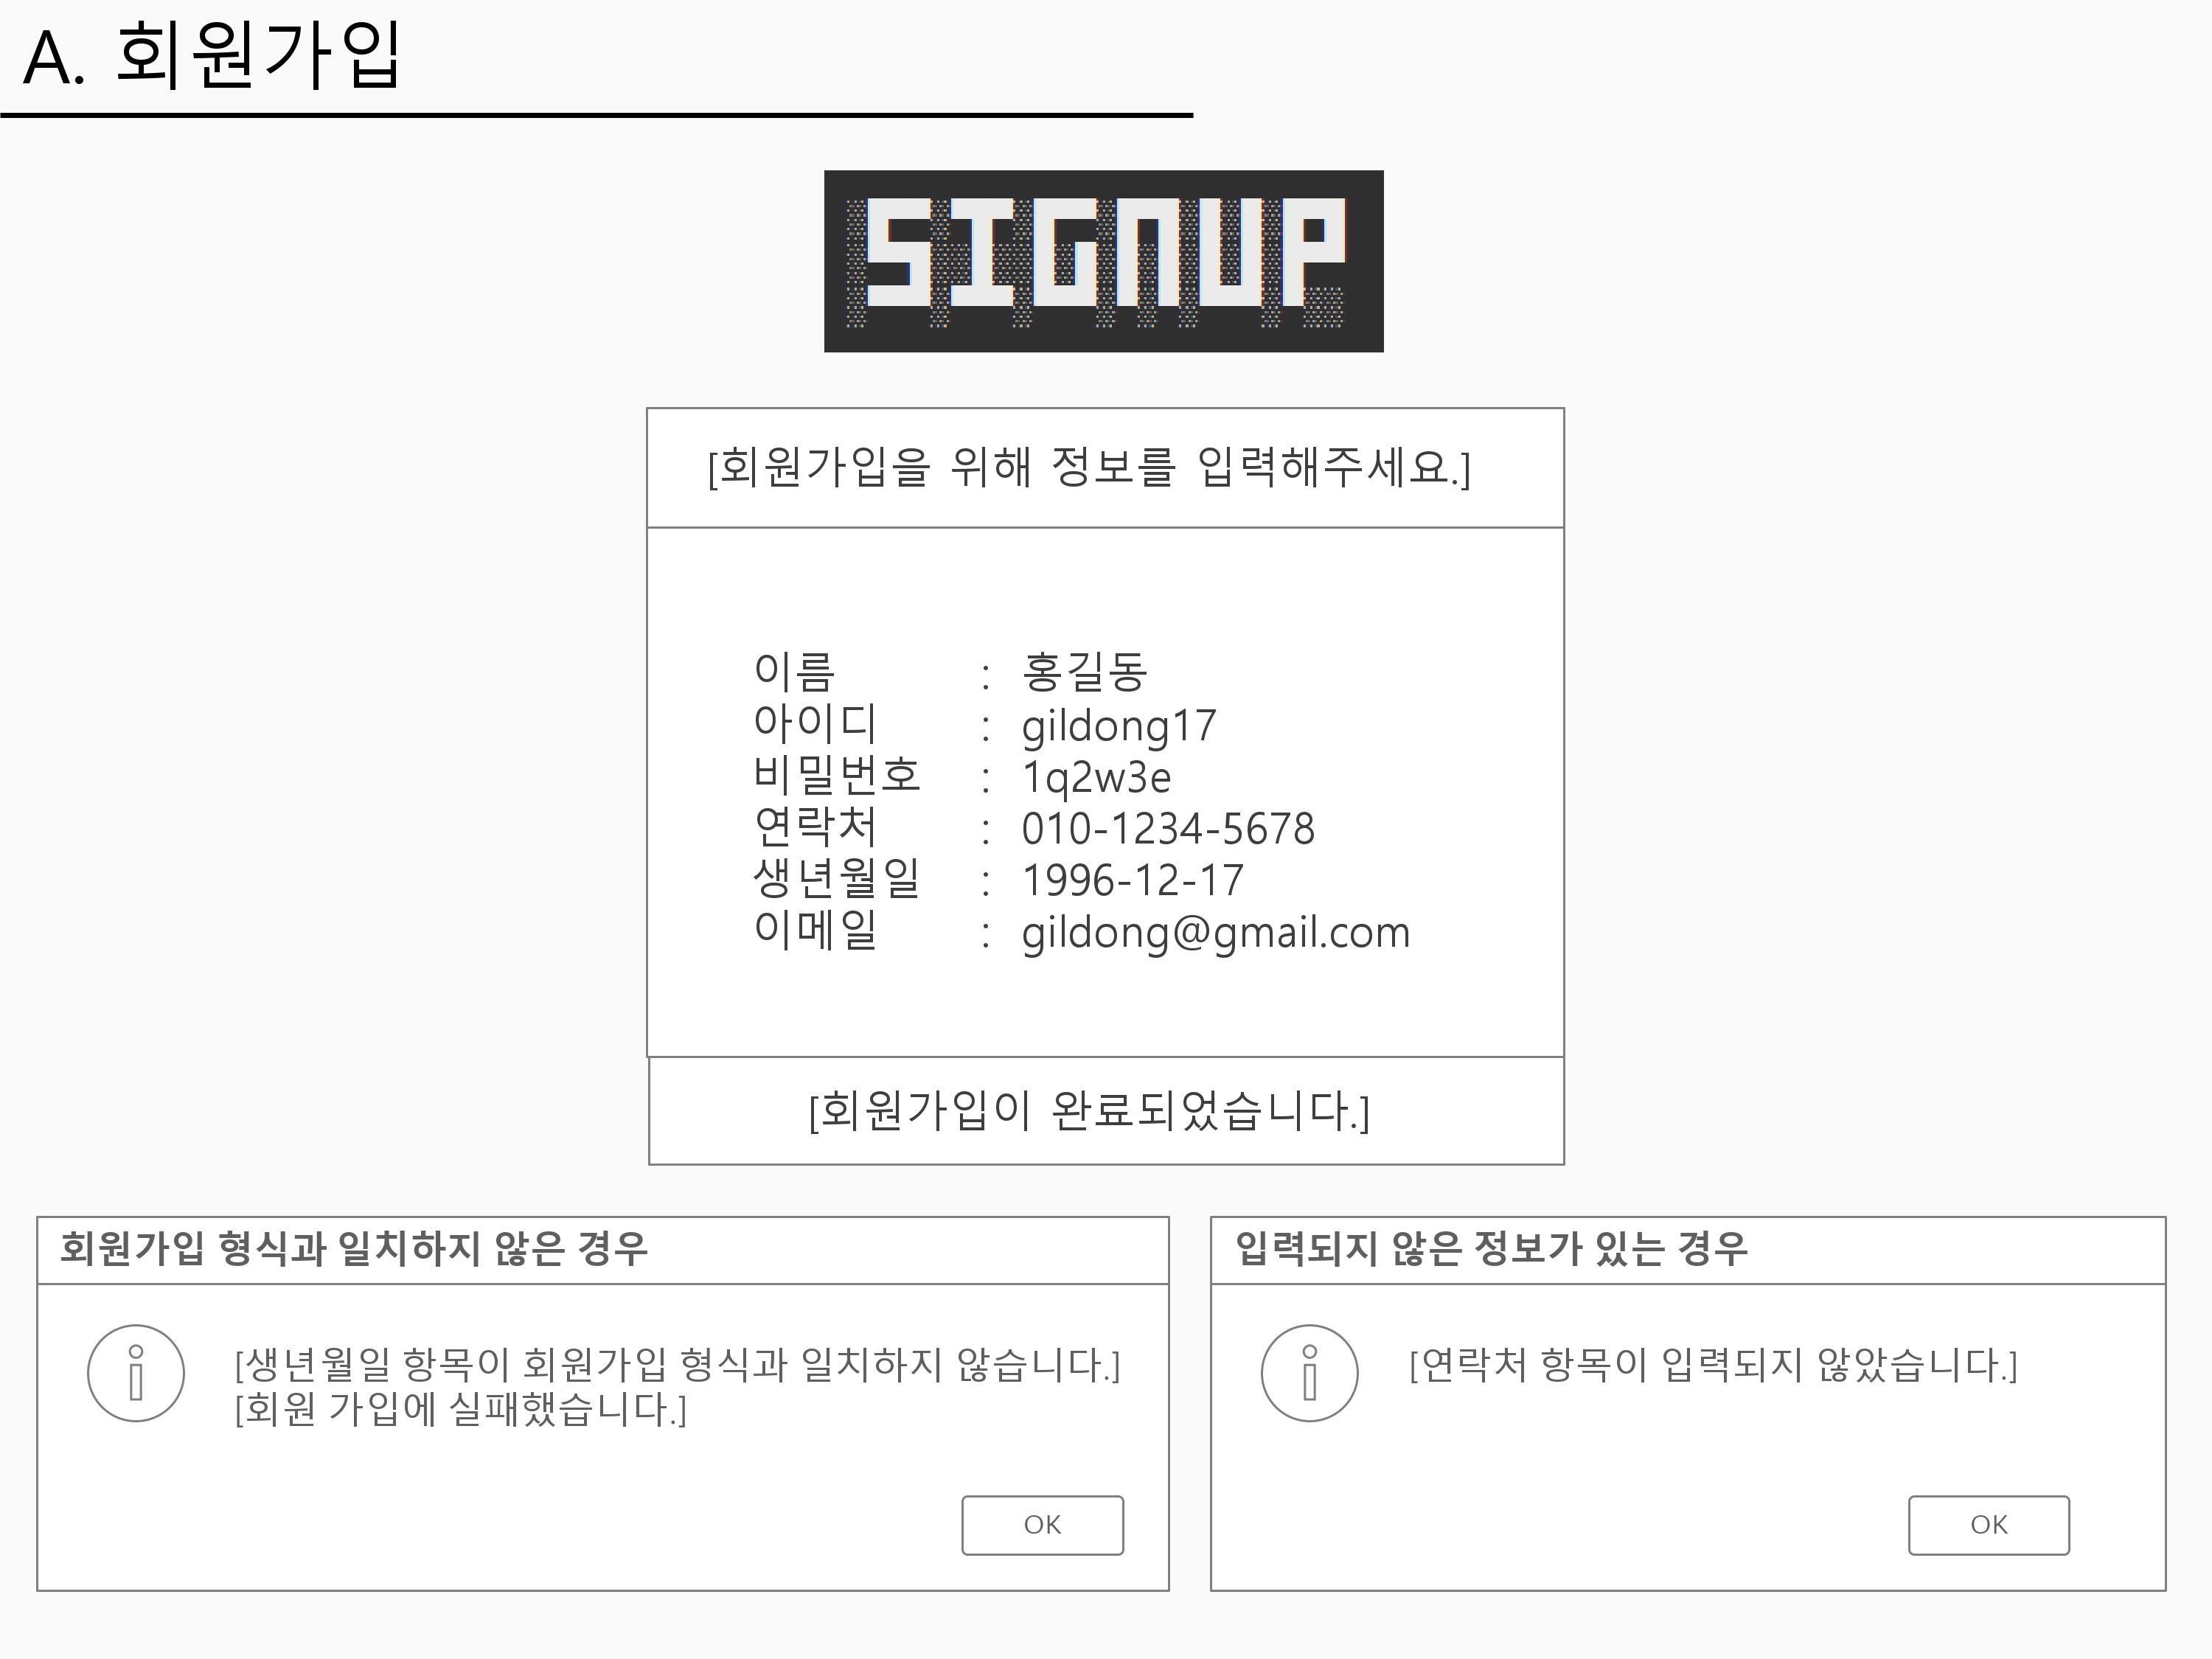 A. 회원가입
SIGNUP
[회원가입을 위해 정보를 입력해주세요.]
이름 : 홍길동
아이디 : gildong17
비밀번호 : 1q2w3e
연락처 : 010-1234-5678
생년월일 : 1996-12-17
이메일 : gildong@gmail.com
[회원가입이 완료되었습니다.]
회원가입 형식과 일치하지 않은 경우
[생년월일 항목이 회원가입 형식과 일치하지 않습니다.]
[회원 가입에 실패했습니다.]
OK
입력되지 않은 정보가 있는 경우
[연락처 항목이 입력되지 않았습니다.]
OK